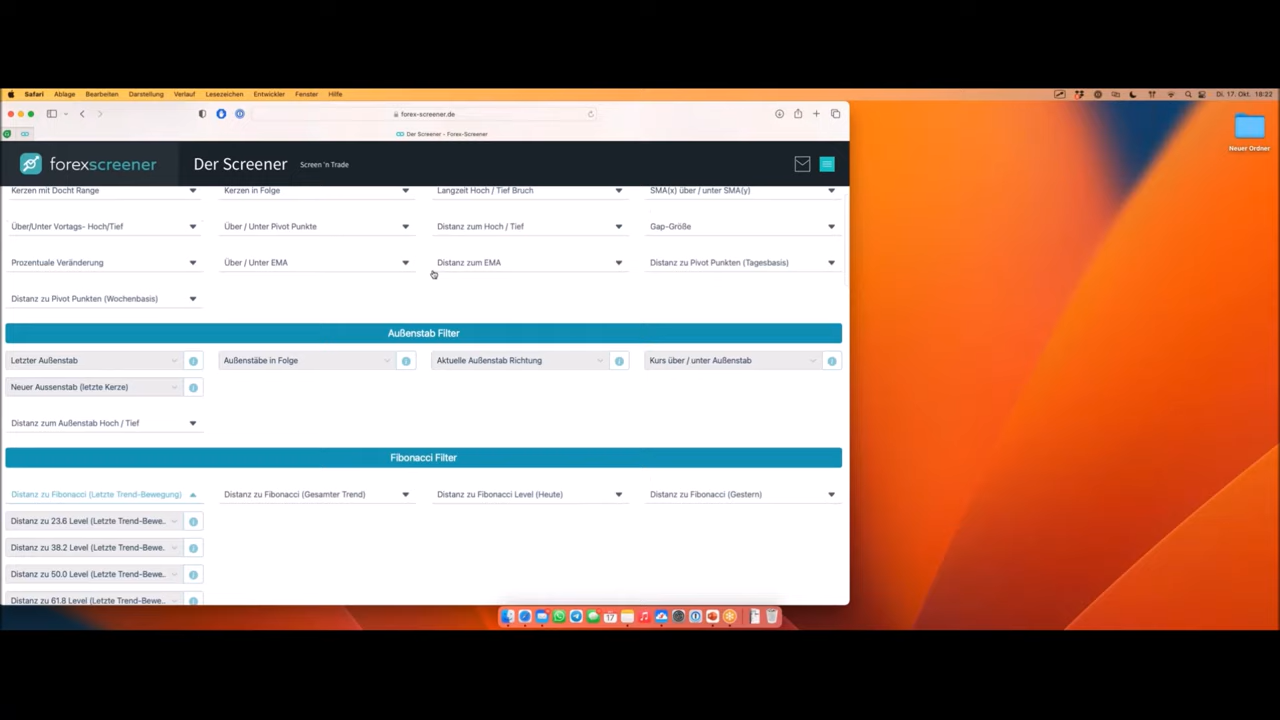 Safari Ablage Bearbeiten Darstellung Verlauf Lesezeichen Entwickler Fenster Hilfe Di. 17. Okt. 18:22
forex-screener.de
Der Screener - Forex-Screener
forexscreener Der Screener Screen 'n Trade
Neuer Ordner
Kerzen mit Docht Range Kerzen in Folge Langzeit Hoch / Tief Bruch SMA(x) über / unter SMA(y)
Über/Unter Vortags- Hoch/Tief Über / Unter Pivot Punkte Distanz zum Hoch / Tief Gap-Größe
Prozentuale Veränderung Über / Unter EMA Distanz zum EMA Distanz zu Pivot Punkten (Tagesbasis)
Distanz zu Pivot Punkten (Wochenbasis)
Außenstab Filter
Letzter Außenstab Außenstäbe in Folge Aktuelle Außenstab Richtung Kurs über / unter Außenstab
Neuer Aussenstab (letzte Kerze)
Distanz zum Außenstab Hoch / Tief
Fibonacci Filter
Distanz zu Fibonacci (Letzte Trend-Bewegung) Distanz zu Fibonacci (Gesamter Trend) Distanz zu Fibonacci Level (Heute) Distanz zu Fibonacci (Gestern)
Distanz zu 23.6 Level (Letzte Trend-Bewe..
Distanz zu 38.2 Level (Letzte Trend-Bewe..
Distanz zu 50.0 Level (Letzte Trend-Bewe..
Distanz zu 61.8 Level (Letzte Trend-Bewe..
17